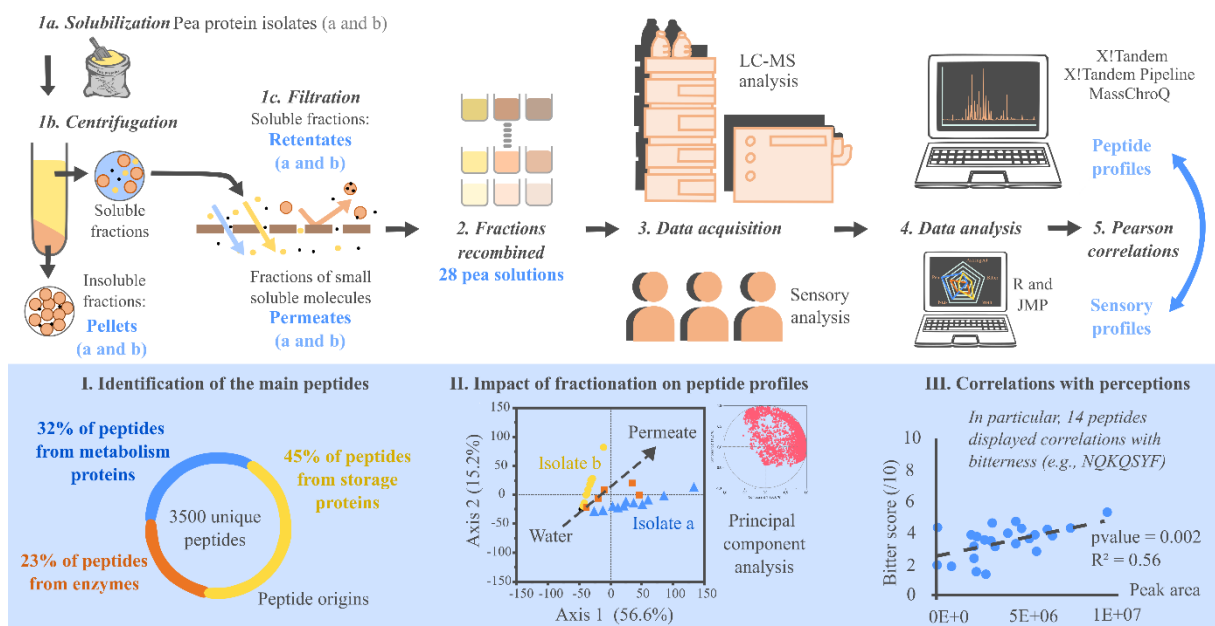 1a. Solubilization Pea protein isolates (a and b)
1b. Centrifugation
Soluble
fractions
Insoluble
fractions:
Pellets
(a and b)
1c. Filtration
Soluble fractions:
Retentates
(a and b)
Fractions of small
soluble molecules
Permeates
(a and b)
2. Fractions
recombined
28 pea solutions
LC-MS
analysis
3. Data acquisition
Sensory
analysis
X!Tandem
X!Tandem Pipeline
MassChroQ
4. Data analysis
R and
JMP
Peptide
profiles
5. Pearson
correlations
Sensory
profiles
I. Identification of the main peptides
32% of peptides
from metabolism
proteins
45% of peptides
from storage
proteins
3500 unique
peptides
23% of peptides
from enzymes
Peptide origins
II. Impact of fractionation on peptide profiles
Axis 2 (15.2%)
150
100
50
0
-50
-100
-150
Permeate
Isolate b
Water
Isolate a
-150 -100 -50 0 50 100 150
Axis 1 (56.6%)
Principal
component
analysis
III. Correlations with perceptions
In particular, 14 peptides
displayed correlations with
bitterness (e.g., NQKQSYF)
Bitter score (/10)
10
8
6
4
2
0
pvalue = 0.002
R² = 0.56
Peak area
0E+0 5E+06 1E+07